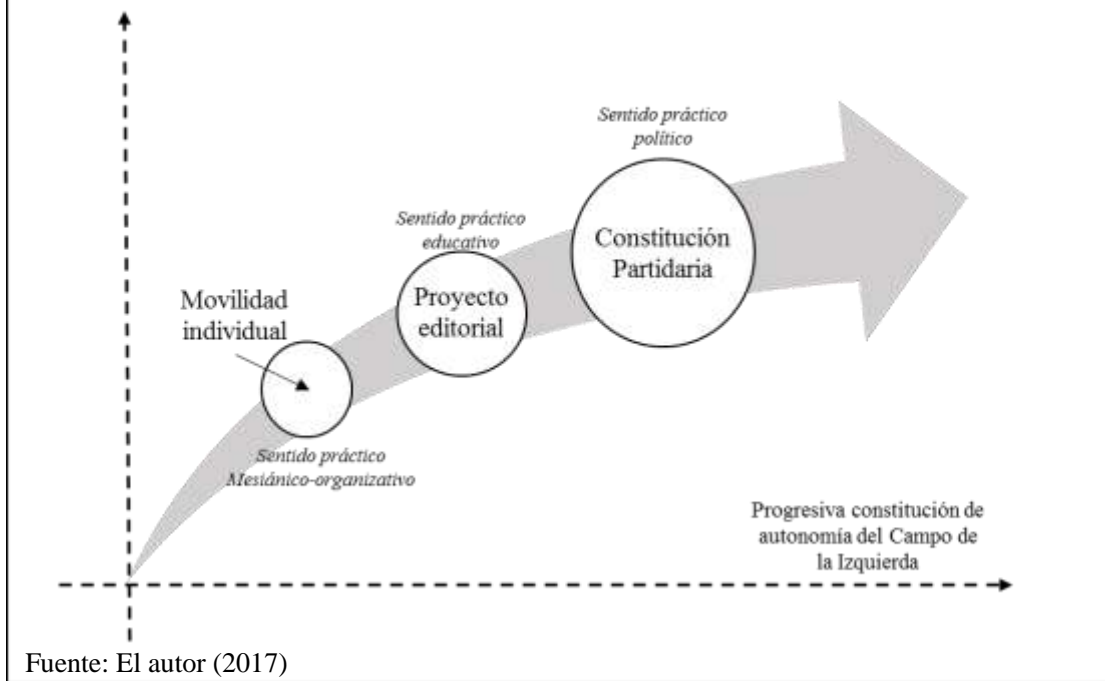 Sentido práctico
político
Sentido práctico
educativo
Constitución
Partidaria
Movilidad
individual
Proyecto
editorial
Sentido práctico
Mesiánico-organizativo
Progresiva constitución de
autonomía del Campo de
la Izquierda
Fuente: El autor (2017)